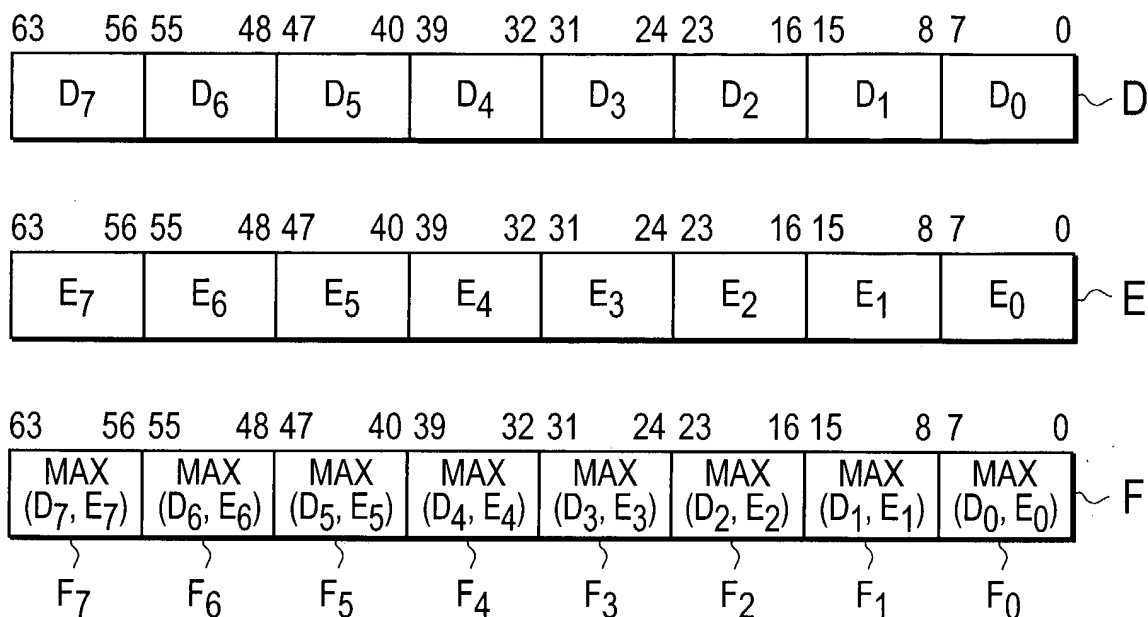 63 56 55 48 47 40 39 32 31 24 23 16 15 8 7 0
D7 D6 D5 D4 D3 D2 D1 D0 D
63 56 55 48 47 40 39 32 31 24 23 16 15 8 7 0
E7 E6 E5 E4 E3 E2 E1 E0 E
63 56 55 48 47 40 39 32 31 24 23 16 15 8 7 0
MAX MAX MAX MAX MAX MAX MAX MAX
(D7, E7) (D6, E6) (D5, E5) (D4, E4) (D3, E3) (D2, E2) (D1, E1) (D0, E0) F
F7 F6 F5 F4 F3 F2 F1 F0